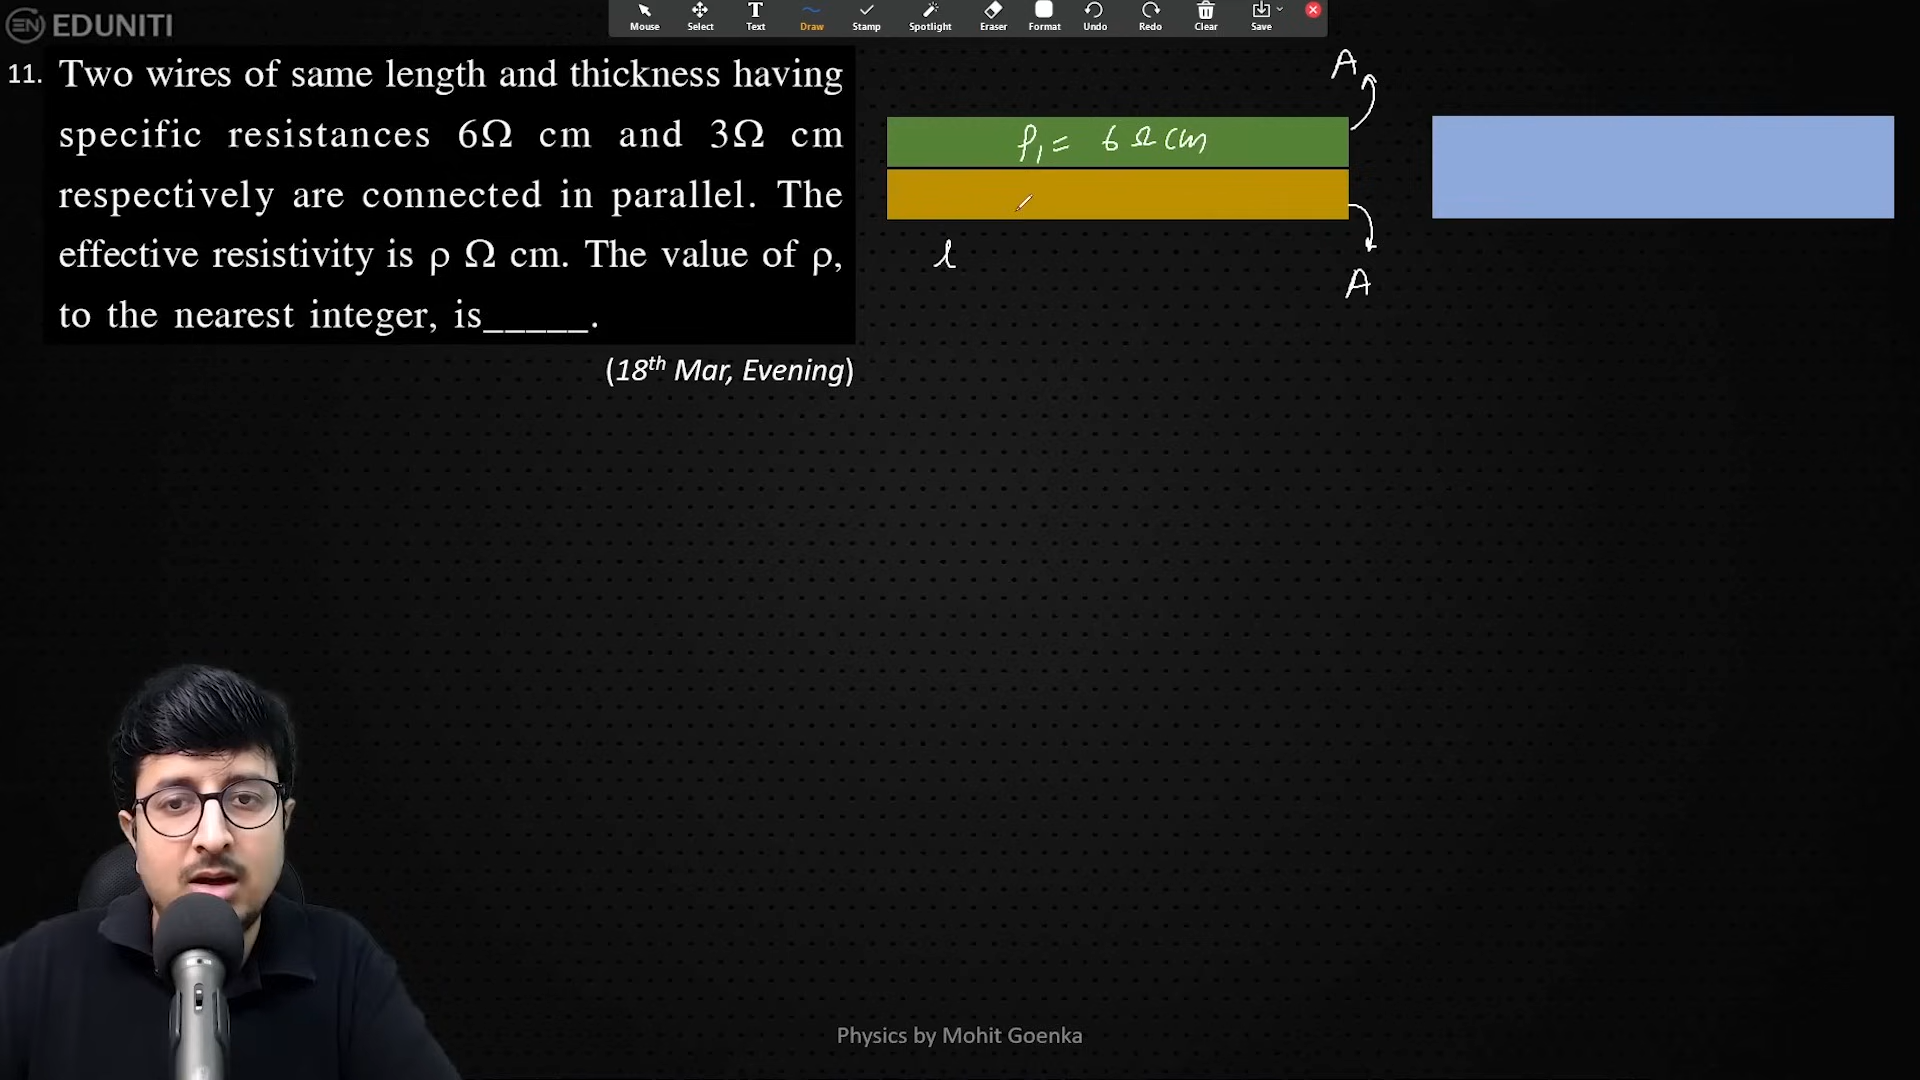 EN EDUNITI
Mouse Select Text Draw Stamp Spotlight Eraser Format Undo Redo Clear Save
11. Two wires of same length and thickness having
specific resistances 6Ω cm and 3Ω cm
respectively are connected in parallel. The
effective resistivity is ρ Ω cm. The value of ρ,
to the nearest integer, is_____.
(18th Mar, Evening)
A
ρ₁ = 6 Ω cm
l
A
Physics by Mohit Goenka